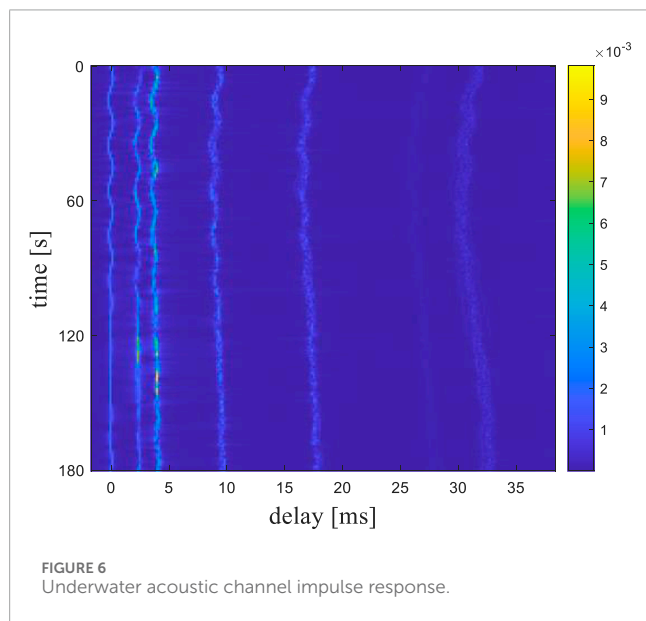 ×10⁻³
0
60
120
180
time [s]
0 5 10 15 20 25 30 35
delay [ms]
9
8
7
6
5
4
3
2
1
FIGURE 6
Underwater acoustic channel impulse response.